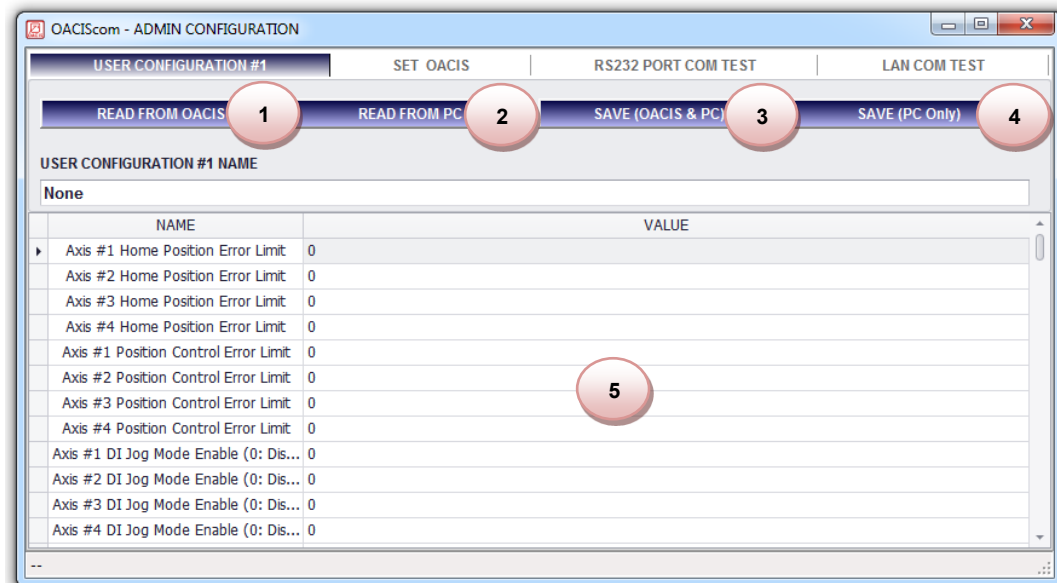 OACIScom - ADMIN CONFIGURATION
USER CONFIGURATION #1 SET OACIS RS232 PORT COM TEST LAN COM TEST
READ FROM OACIS 1 READ FROM PC 2 SAVE (OACIS & PC) 3 SAVE (PC Only) 4
USER CONFIGURATION #1 NAME
None
NAME VALUE
Axis #1 Home Position Error Limit 0
Axis #2 Home Position Error Limit 0
Axis #3 Home Position Error Limit 0
Axis #4 Home Position Error Limit 0
Axis #1 Position Control Error Limit 0
Axis #2 Position Control Error Limit 0
5
Axis #3 Position Control Error Limit 0
Axis #4 Position Control Error Limit 0
Axis #1 DI Jog Mode Enable (0: Dis... 0
Axis #2 DI Jog Mode Enable (0: Dis... 0
Axis #3 DI Jog Mode Enable (0: Dis... 0
Axis #4 DI Jog Mode Enable (0: Dis... 0
--